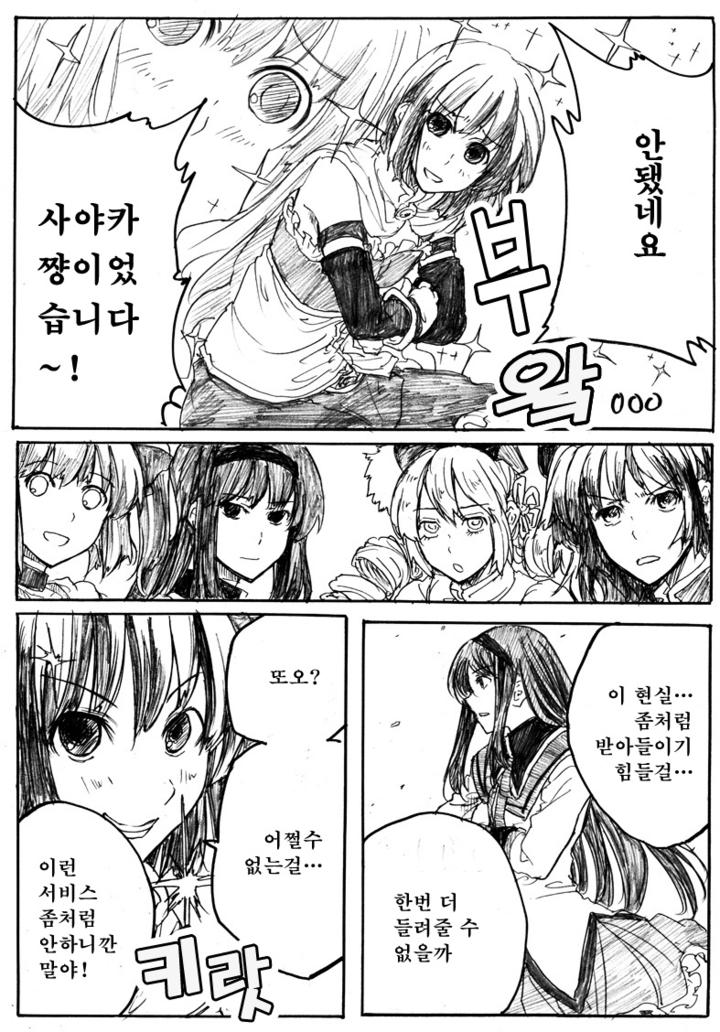 안됐네요
사야카
쨩이었
습니다
~!
부
왘
이 현실…
좀처럼
받아들이기
힘들걸…
한번 더
들려줄 수
없을까
또오?
어쩔수
없는걸…
이런
서비스
좀처럼
안하니깐
말야!
키랏